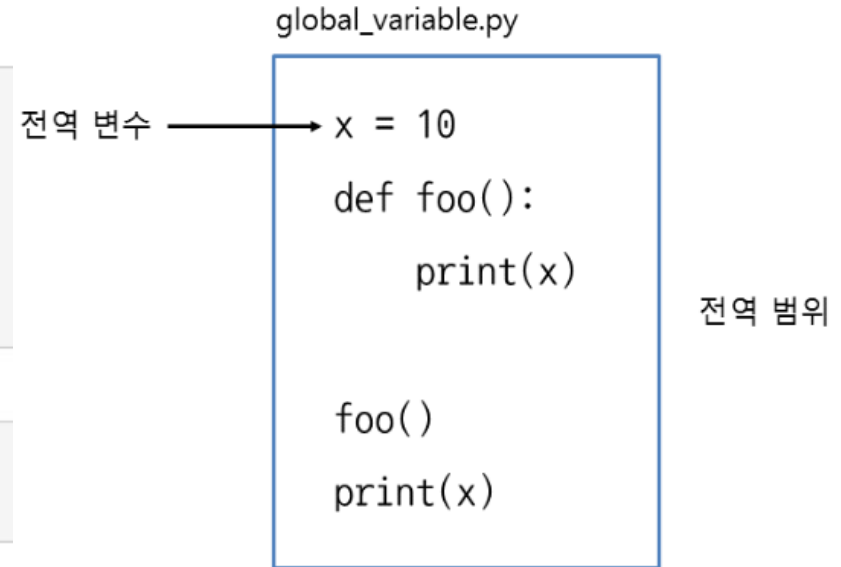 global_variable.py
전역 변수
x = 10
def foo():
    print(x)
전역 범위
foo()
print(x)